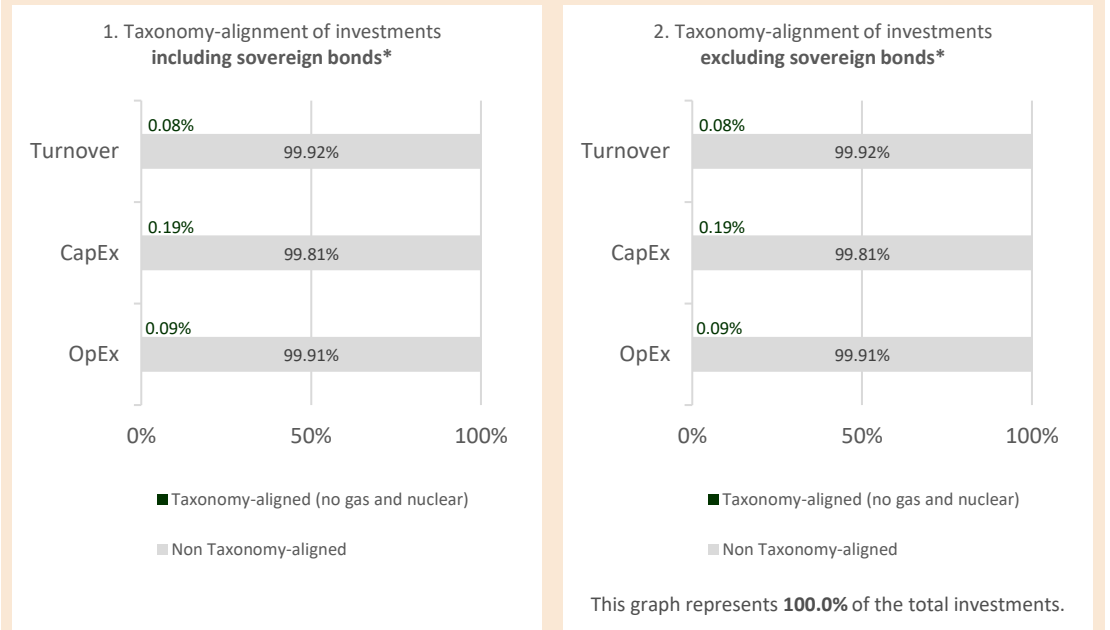 1. Taxonomy-alignment of investments
including sovereign bonds*
Turnover
0.08%
99.92%
CapEx
0.19%
99.81%
OpEx
0.09%
99.91%
0%
50%
100%
Taxonomy-aligned (no gas and nuclear)
Non Taxonomy-aligned
2. Taxonomy-alignment of investments
excluding sovereign bonds*
Turnover
0.08%
99.92%
CapEx
0.19%
99.81%
OpEx
0.09%
99.91%
0%
50%
100%
Taxonomy-aligned (no gas and nuclear)
Non Taxonomy-aligned
This graph represents 100.0% of the total investments.